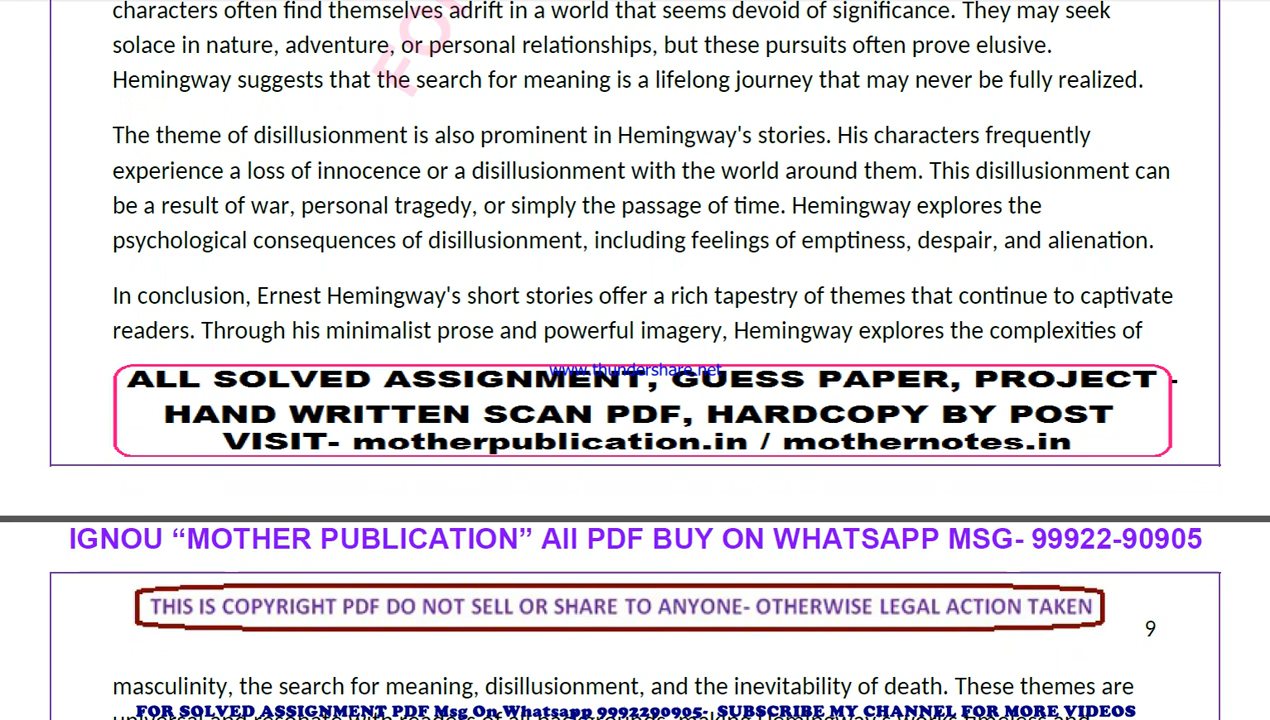 characters often find themselves adrift in a world that seems devoid of significance. They may seek
solace in nature, adventure, or personal relationships, but these pursuits often prove elusive.
Hemingway suggests that the search for meaning is a lifelong journey that may never be fully realized.
The theme of disillusionment is also prominent in Hemingway's stories. His characters frequently
experience a loss of innocence or a disillusionment with the world around them. This disillusionment can
be a result of war, personal tragedy, or simply the passage of time. Hemingway explores the
psychological consequences of disillusionment, including feelings of emptiness, despair, and alienation.
In conclusion, Ernest Hemingway's short stories offer a rich tapestry of themes that continue to captivate
readers. Through his minimalist prose and powerful imagery, Hemingway explores the complexities of
www.thundershare.net
ALL SOLVED ASSIGNMENT, GUESS PAPER, PROJECT -
HAND WRITTEN SCAN PDF, HARDCOPY BY POST
VISIT- motherpublication.in / mothernotes.in
IGNOU “MOTHER PUBLICATION” All PDF BUY ON WHATSAPP MSG- 99922-90905
THIS IS COPYRIGHT PDF DO NOT SELL OR SHARE TO ANYONE- OTHERWISE LEGAL ACTION TAKEN
9
masculinity, the search for meaning, disillusionment, and the inevitability of death. These themes are
FOR SOLVED ASSIGNMENT PDF Msg On Whatsapp 9992290905- SUBSCRIBE MY CHANNEL FOR MORE VIDEOS